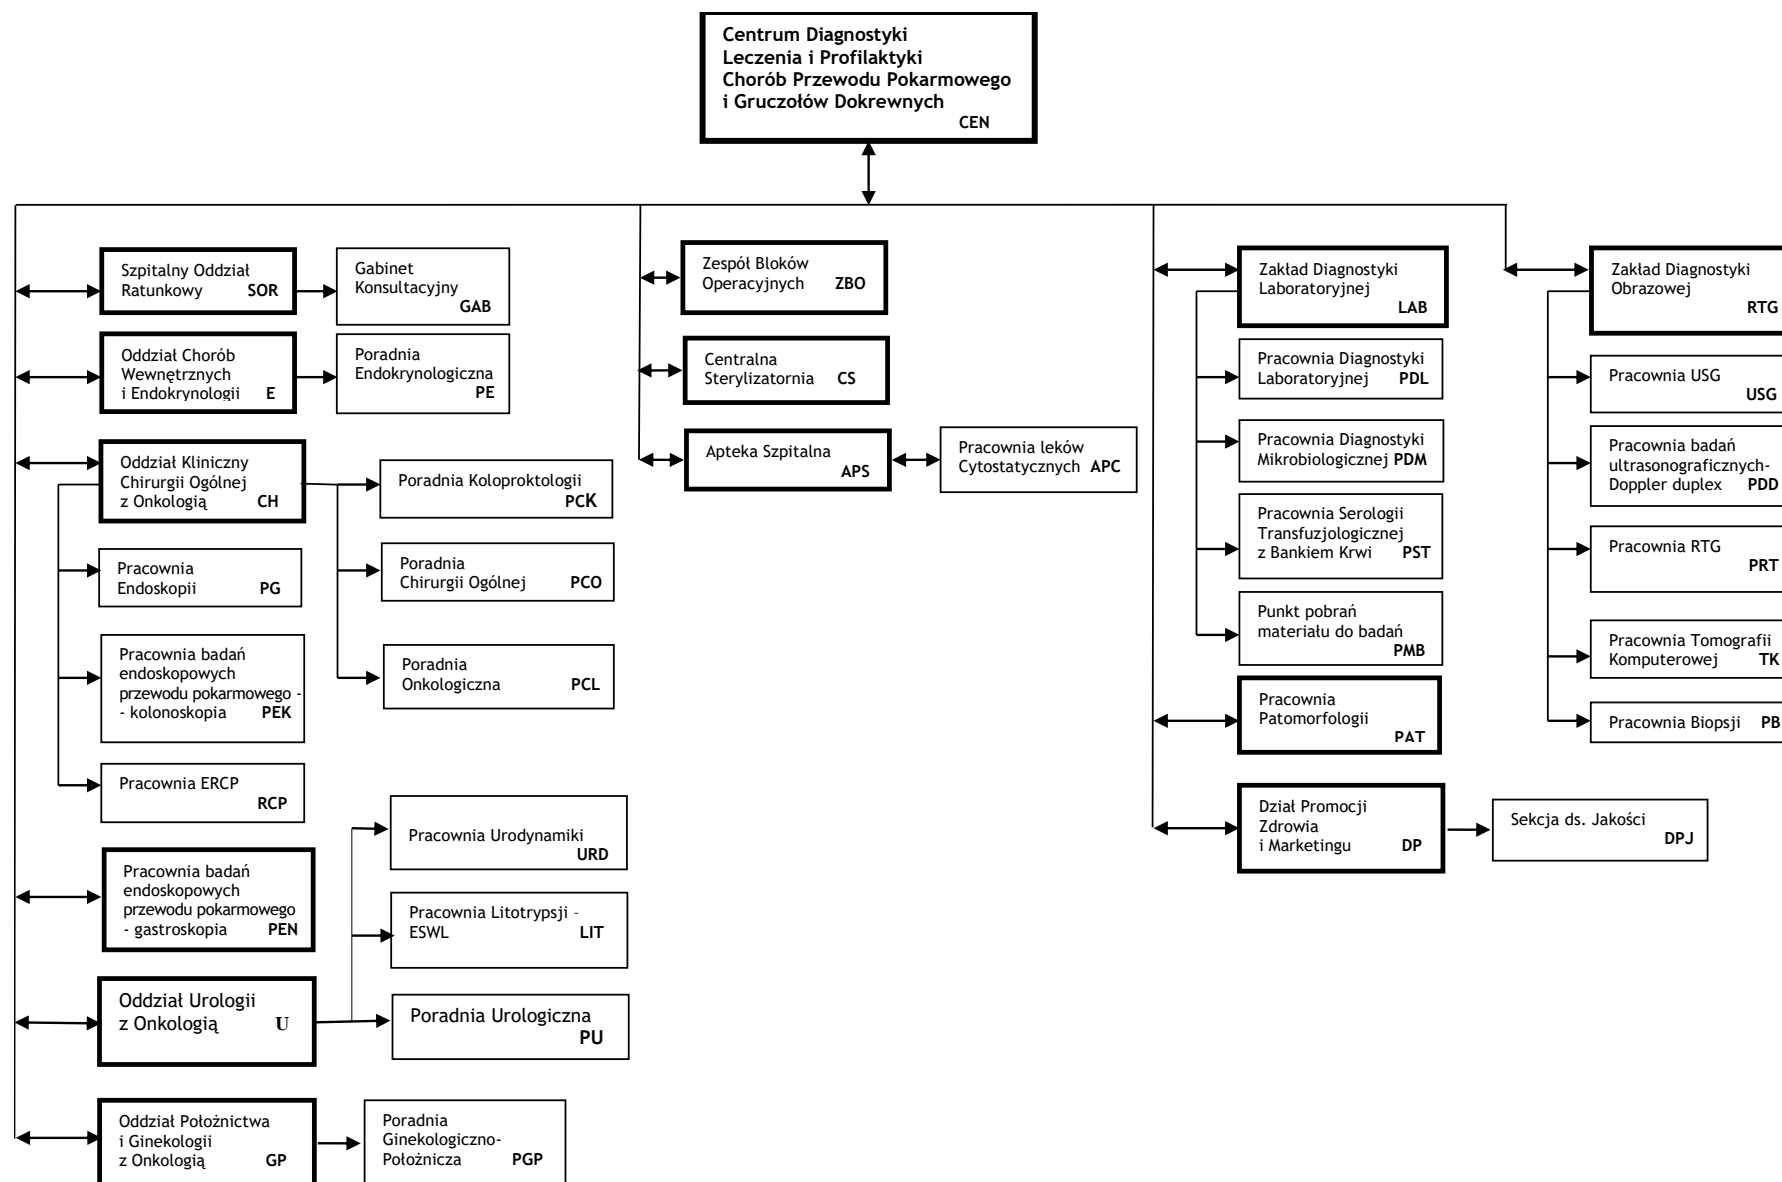 Centrum Diagnostyki
Leczenia i Profilaktyki
Chorób Przewodu Pokarmowego
i Gruczołów Dokrewnych
CEN
Szpitalny Oddział
Ratunkowy SOR
Gabinet
Konsultacyjny
GAB
Oddział Chorób
Wewnętrznych
i Endokrynologii E
Poradnia
Endokrynologiczna
PE
Oddział Kliniczny
Chirurgii Ogólnej
z Onkologią CH
Poradnia Koloproktologii
PCK
Poradnia
Chirurgii Ogólnej PCO
Poradnia
Onkologiczna PCL
Pracownia
Endoskopii PG
Pracownia badań
endoskopowych
przewodu pokarmowego -
- kolonoskopia PEK
Pracownia ERCP
RCP
Pracownia badań
endoskopowych
przewodu pokarmowego
- gastroskopia PEN
Pracownia Urodynamiki
URD
Pracownia Litotrypsji –
ESWL LIT
Oddział Urologii
z Onkologią U
Poradnia Urologiczna
PU
Oddział Położnictwa
i Ginekologii
z Onkologią GP
Poradnia
Ginekologiczno-
Położnicza PGP
Zespół Bloków
Operacyjnych ZBO
Centralna
Sterylizatornia CS
Apteka Szpitalna
APS
Pracownia leków
Cytostatycznych APC
Zakład Diagnostyki
Laboratoryjnej
LAB
Pracownia Diagnostyki
Laboratoryjnej PDL
Pracownia Diagnostyki
Mikrobiologicznej PDM
Pracownia Serologii
Transfuzjologicznej
z Bankiem Krwi PST
Punkt pobrań
materiału do badań
PMB
Pracownia
Patomorfologii
PAT
Dział Promocji
Zdrowia
i Marketingu DP
Sekcja ds. Jakości
DPJ
Zakład Diagnostyki
Obrazowej
RTG
Pracownia USG
USG
Pracownia badań
ultrasonograficznych-
Doppler duplex PDD
Pracownia RTG
PRT
Pracownia Tomografii
Komputerowej TK
Pracownia Biopsji PB